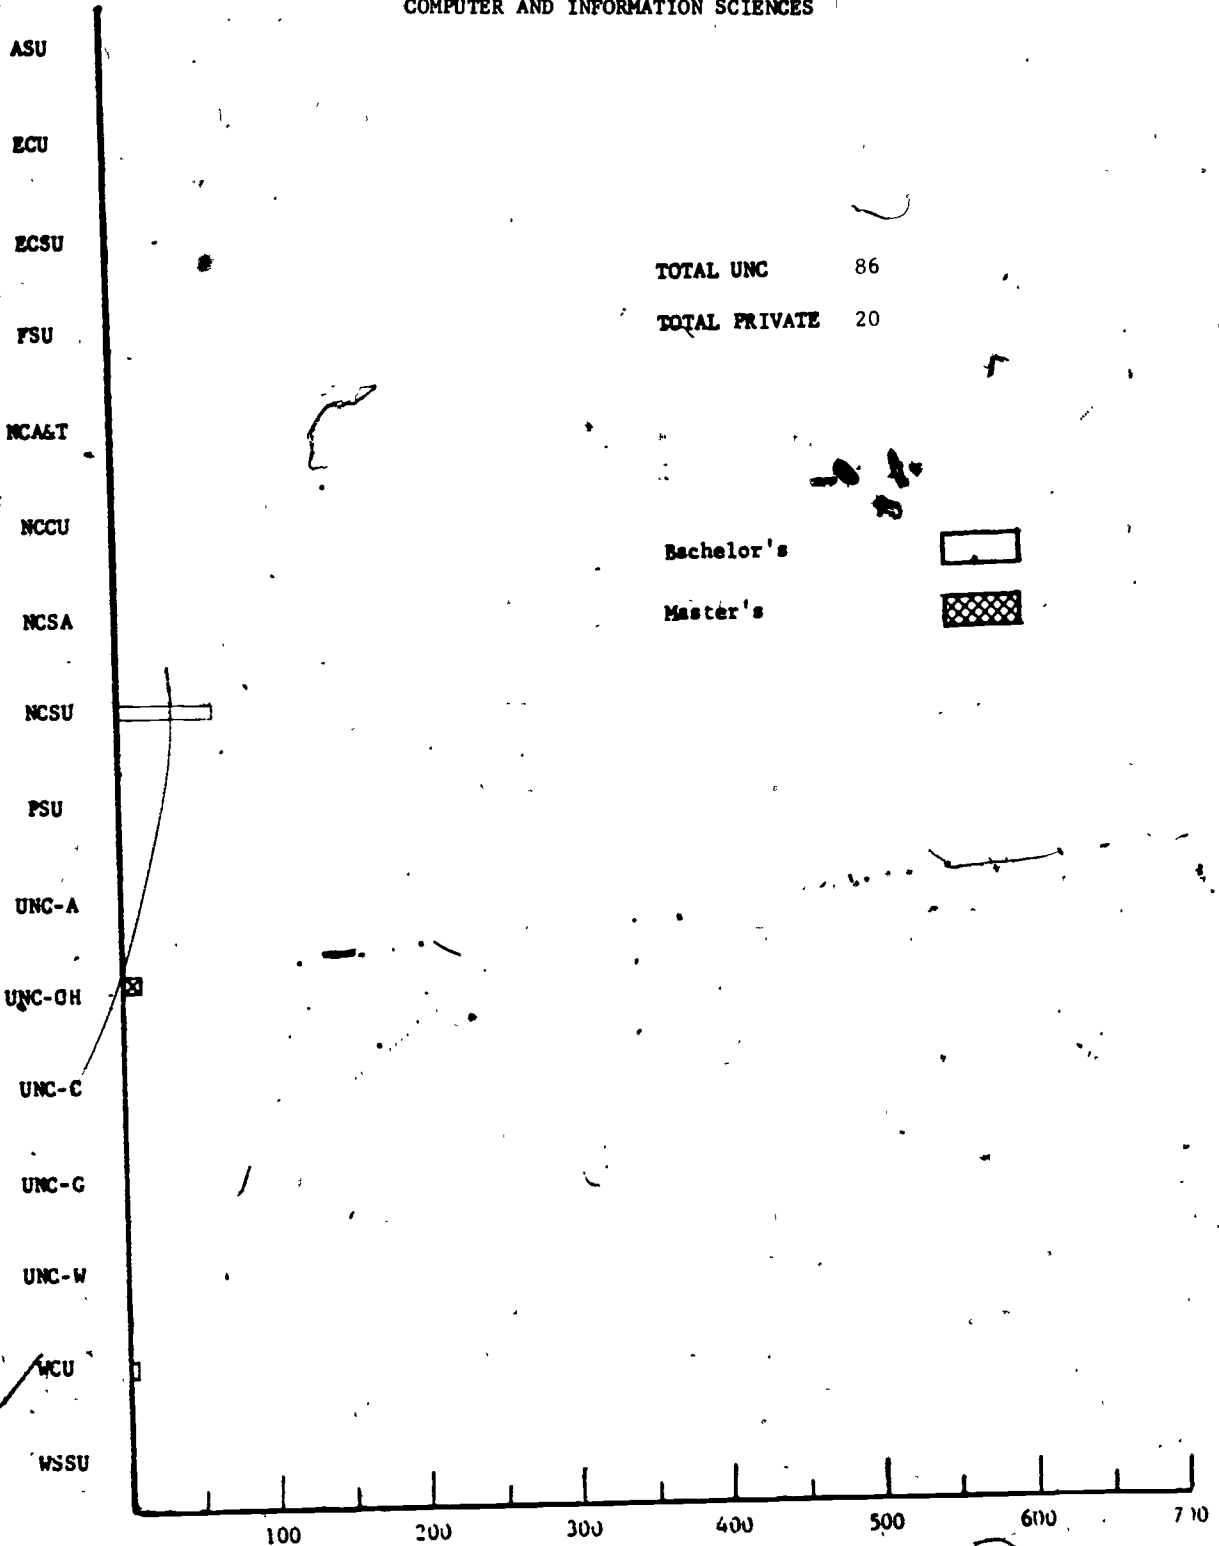 COMPUTER AND INFORMATION SCIENCES
ASU
ECU
ECSU
TOTAL UNC 86
TOTAL PRIVATE 20
FSU
NCA&T
NCCU
Bachelor's
Master's
NCSA
NCSU
PSU
UNC-A
UNC-CH
UNC-C
UNC-G
UNC-W
WCU
WSSU
100 200 300 400 500 600 700